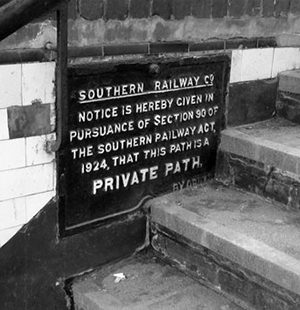 SOUTHERN RAILWAY CO
NOTICE IS HEREBY GIVEN IN
PURSUANCE OF SECTION 90 OF
THE SOUTHERN RAILWAY ACT,
1924, THAT THIS PATH IS A
PRIVATE PATH.
BY